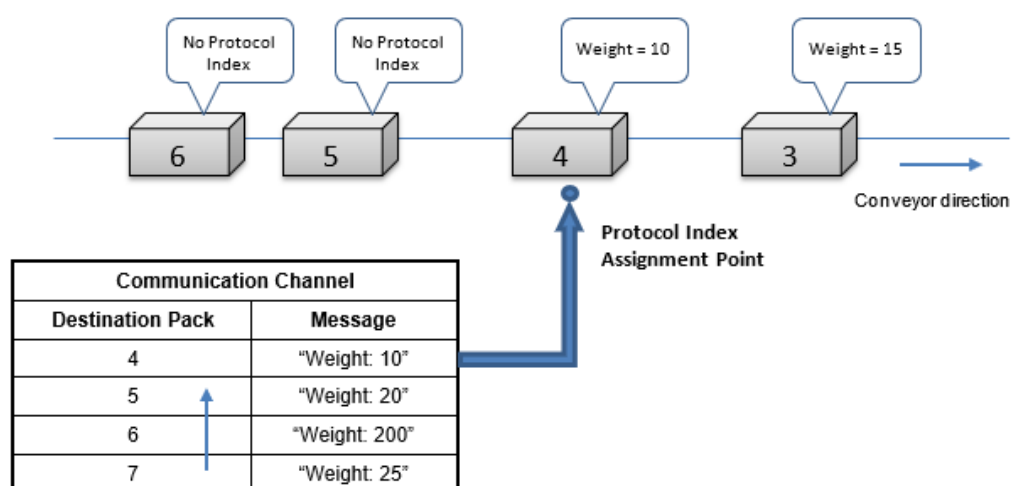 No Protocol
Index
No Protocol
Index
Weight = 10
Weight = 15
6
5
4
3
Conveyor direction
Protocol Index
Assignment Point
Communication Channel
Destination Pack Message
4 “Weight: 10”
5 “Weight: 20”
6 “Weight: 200”
7 “Weight: 25”